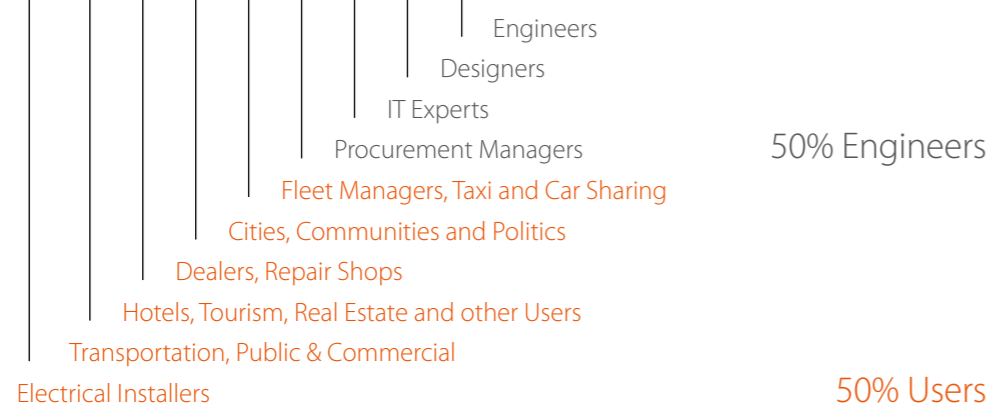 Engineers
Designers
IT Experts
Procurement Managers
50% Engineers
Fleet Managers, Taxi and Car Sharing
Cities, Communities and Politics
Dealers, Repair Shops
Hotels, Tourism, Real Estate and other Users
Transportation, Public & Commercial
Electrical Installers
50% Users